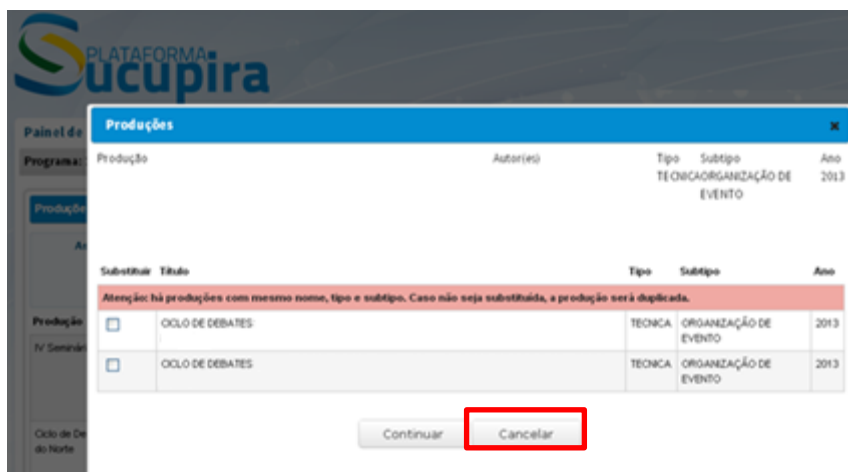 PLATAFORMA
Sucupira
Painel de
Produções
Programa:
Produção Autor(es) Tipo Subtipo Ano
TECNICA ORGANIZAÇÃO DE EVENTO 2013
Produçõe
Substituir Título Tipo Subtipo Ano
Atenção: há produções com mesmo nome, tipo e subtipo. Caso não seja substituída, a produção será duplicada.
Produção
CICLO DE DEBATES TECNICA ORGANIZAÇÃO DE EVENTO 2013
IV Seminári
CICLO DE DEBATES TECNICA ORGANIZAÇÃO DE EVENTO 2013
Continuar Cancelar
Ciclo de De
do Norte